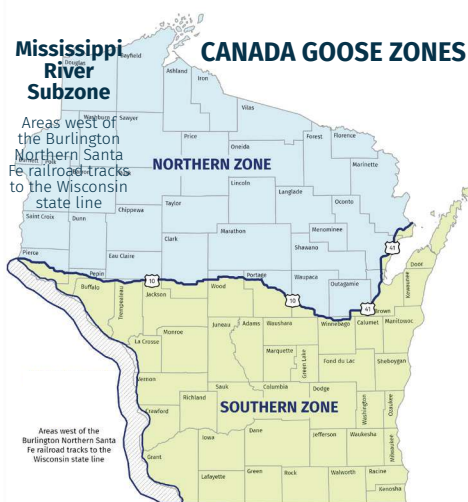 CANADA GOOSE ZONES
Mississippi
River
Subzone
Areas west of
the Burlington
Northern Santa
Fe railroad tracks
to the Wisconsin
state line
Douglas
Bayfield
Ashland
Iron
Vilas
Washburn
Sawyer
Price
Oneida
Forest
Florence
Marinette
NORTHERN ZONE
Lincoln
Langlade
Oconto
Taylor
Chippewa
Saint Croix
Dunn
Marathon
Menominee
Clark
Shawano
Eau Claire
Pierce
Pepin
10
Portage
Waupaca
Outagamie
41
Door
Buffalo
Trempealeau
Jackson
Wood
10
41
Brown
Kewaunee
Monroe
Juneau
Adams
Waushara
Winnebago
Calumet
Manitowoc
La Crosse
Marquette
Green Lake
Fond du Lac
Sheboygan
Vernon
Sauk
Columbia
Dodge
Richland
Crawford
SOUTHERN ZONE
Washington
Ozaukee
Areas west of the
Burlington Northern Santa
Fe railroad tracks to the
Wisconsin state line
Iowa
Dane
Jefferson
Waukesha
Milwaukee
Grant
Lafayette
Green
Rock
Walworth
Racine
Kenosha